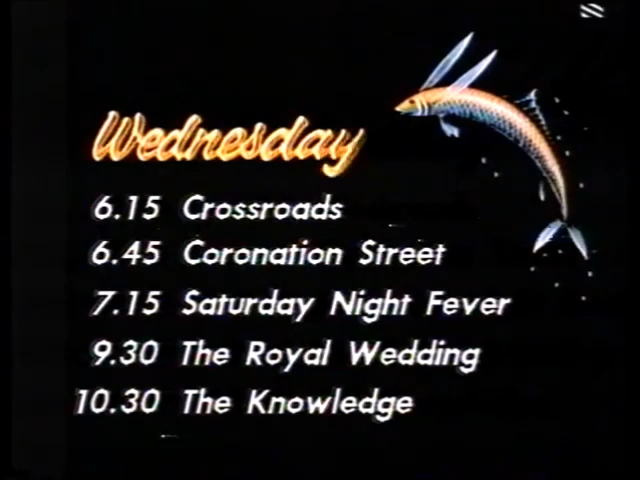 Wednesday
6.15 Crossroads
6.45 Coronation Street
7.15 Saturday Night Fever
9.30 The Royal Wedding
10.30 The Knowledge